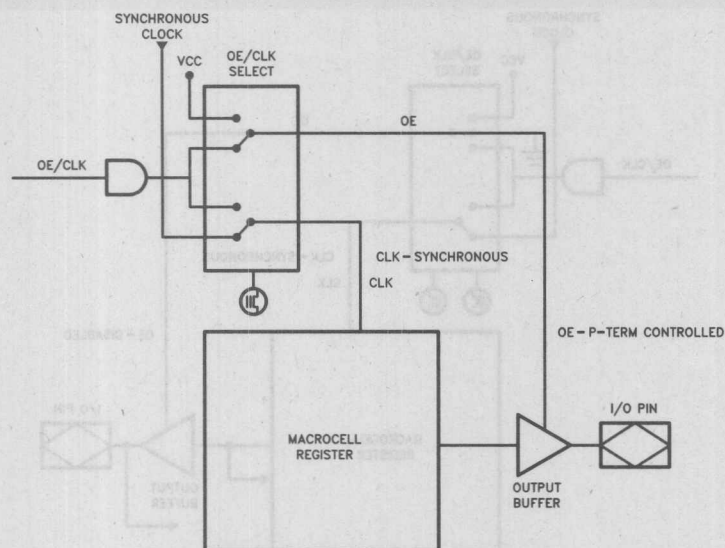 SYNCHRONOUS
CLOCK
VCC
OE/CLK
SELECT
OE
OE/CLK
CLK – SYNCHRONOUS
CLK
OE – P-TERM CONTROLLED
MACROCELL
REGISTER
I/O PIN
OUTPUT
BUFFER